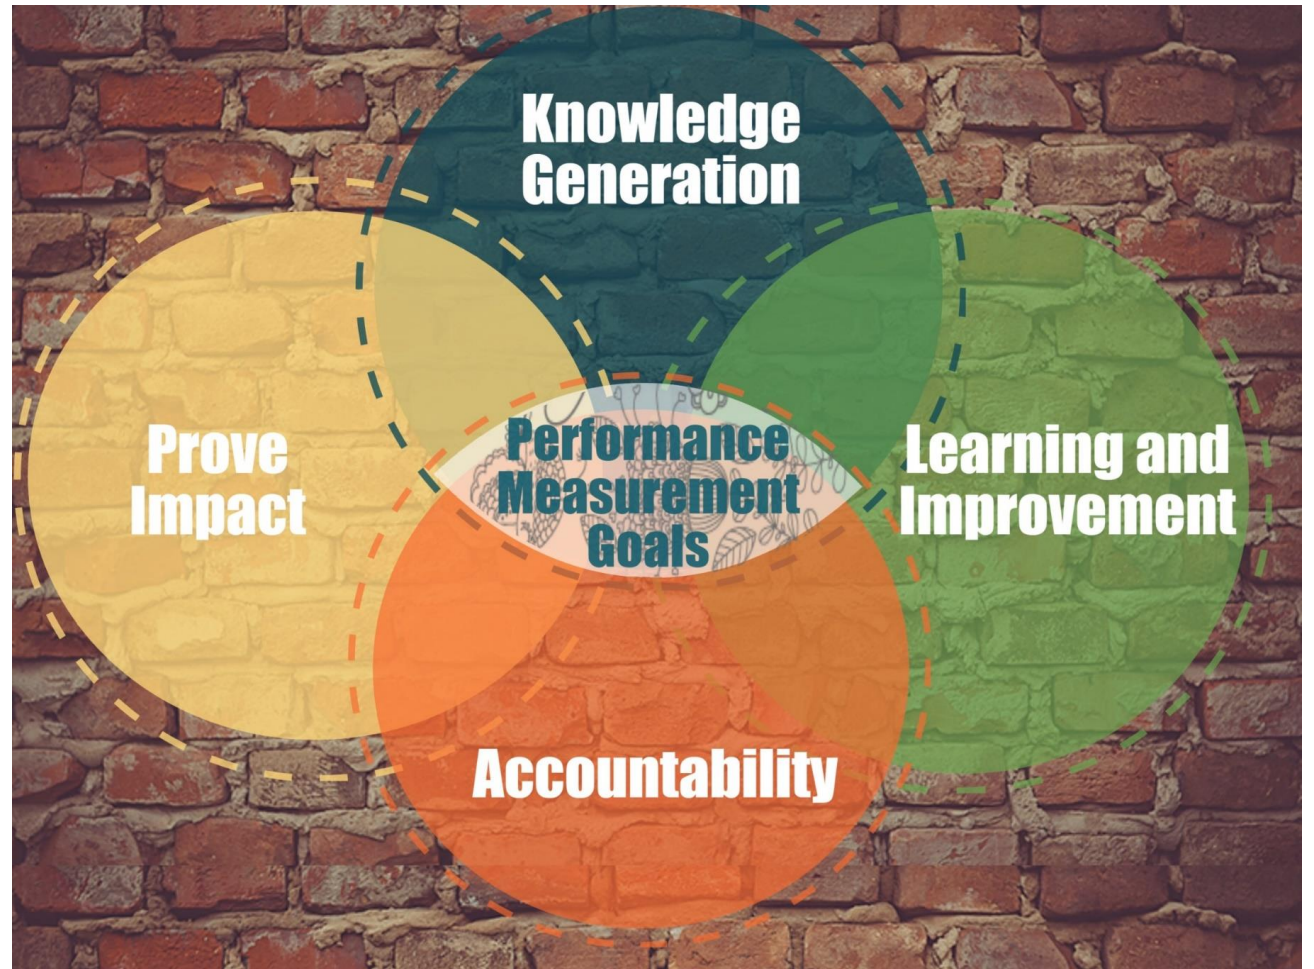 Knowledge
Generation
Prove
Impact
Performance
Measurement
Goals
Learning and
Improvement
Accountability